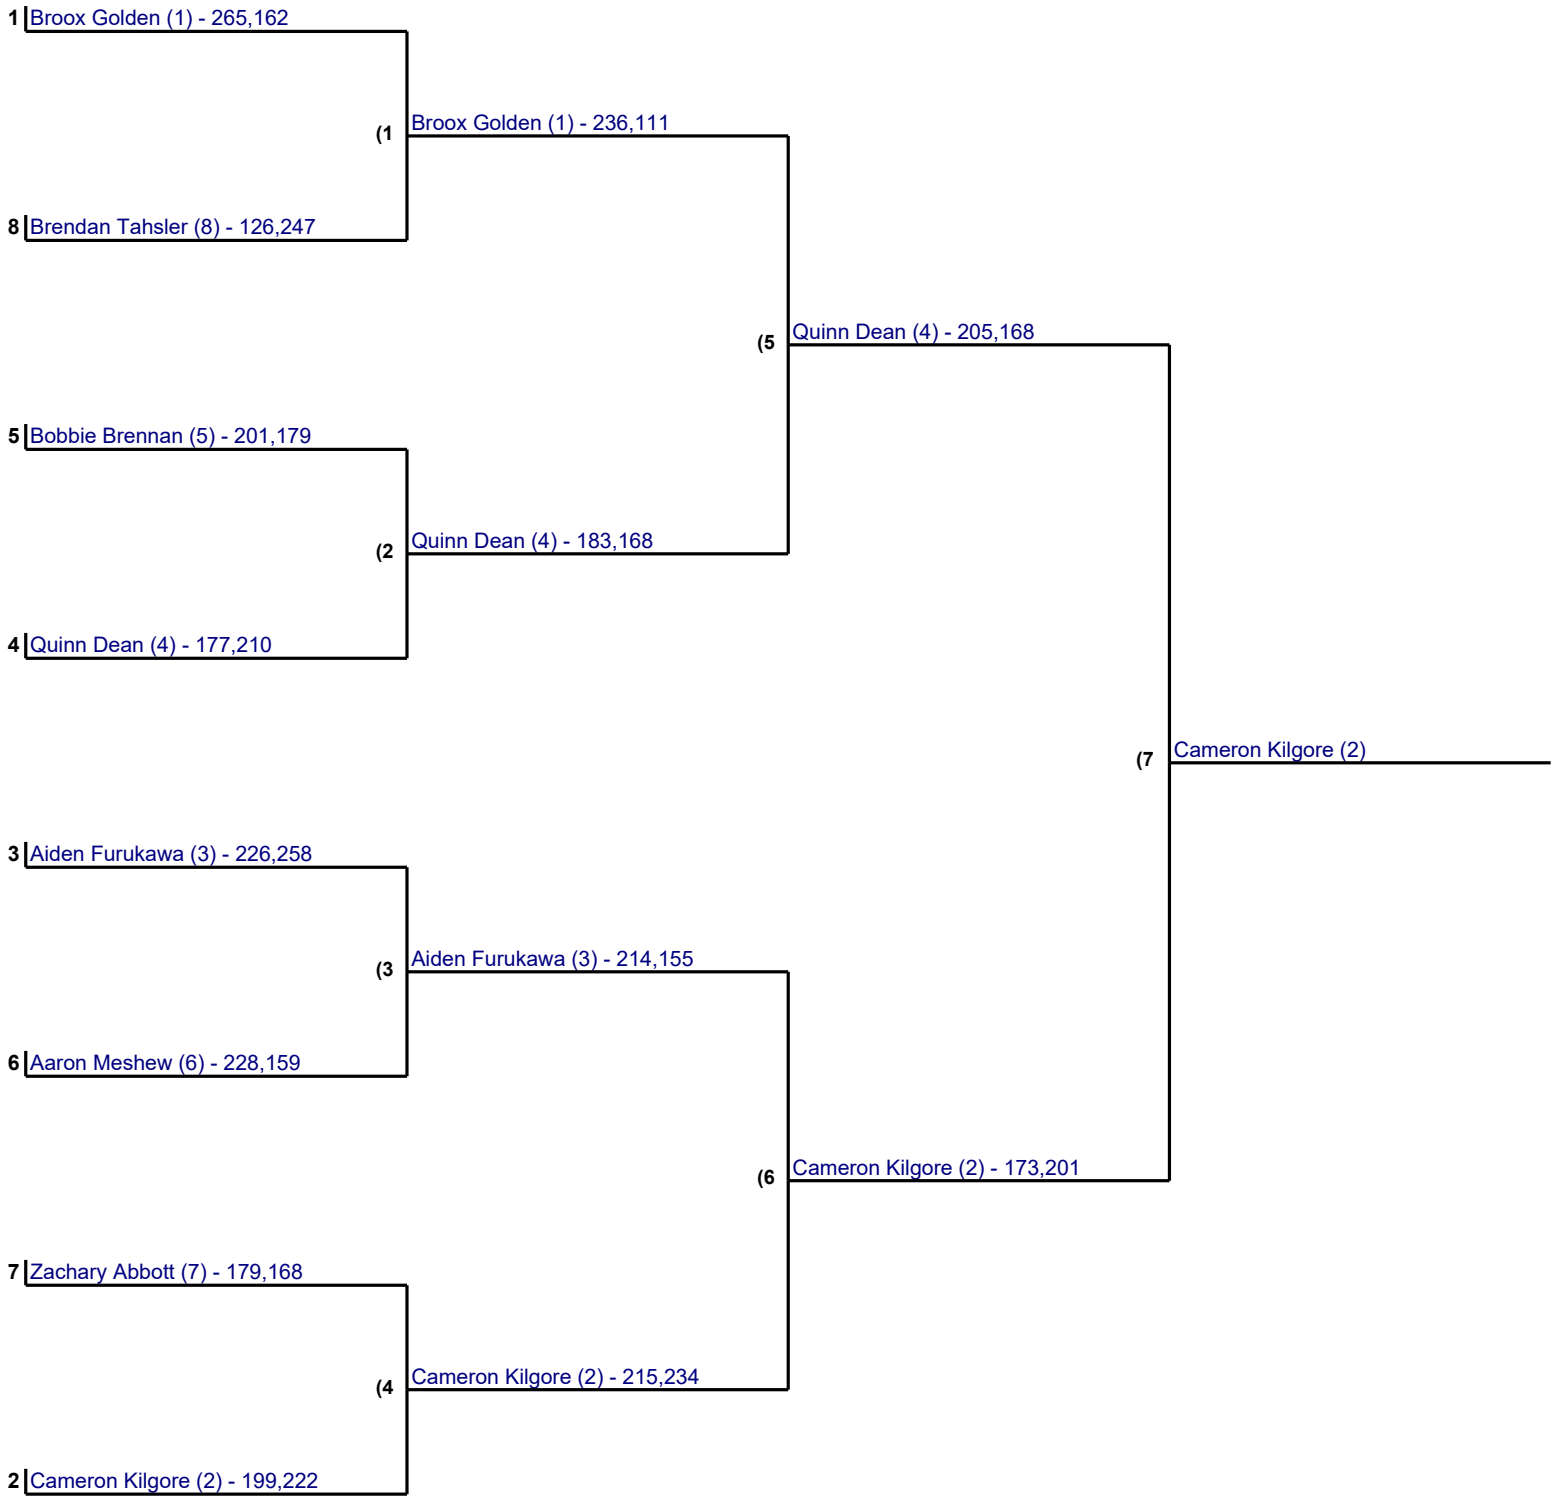 1 Broox Golden (1) - 265,162
(1 Broox Golden (1) - 236,111
8 Brendan Tahsler (8) - 126,247
(5 Quinn Dean (4) - 205,168
5 Bobbie Brennan (5) - 201,179
(2 Quinn Dean (4) - 183,168
4 Quinn Dean (4) - 177,210
(7 Cameron Kilgore (2)
3 Aiden Furukawa (3) - 226,258
(3 Aiden Furukawa (3) - 214,155
6 Aaron Meshew (6) - 228,159
(6 Cameron Kilgore (2) - 173,201
7 Zachary Abbott (7) - 179,168
(4 Cameron Kilgore (2) - 215,234
2 Cameron Kilgore (2) - 199,222